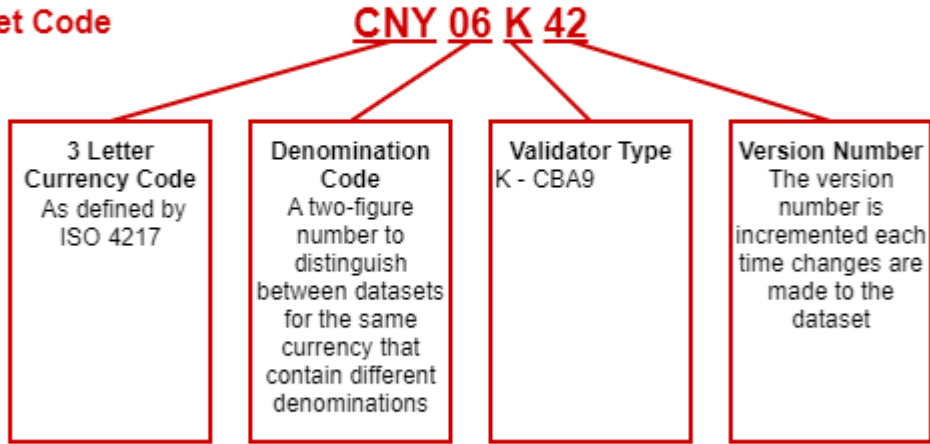 et Code
CNY 06 K 42
3 Letter
Currency Code
As defined by
ISO 4217
Denomination
Code
A two-figure
number to
distinguish
between datasets
for the same
currency that
contain different
denominations
Validator Type
K - CBA9
Version Number
The version
number is
incremented each
time changes are
made to the
dataset